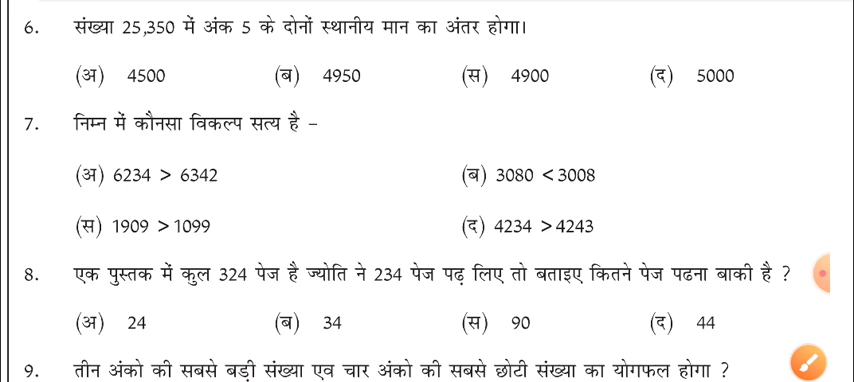 6. संख्या 25,350 में अंक 5 के दोनों स्थानीय मान का अंतर होगा।
(अ) 4500 (ब) 4950 (स) 4900 (द) 5000
7. निम्न में कौनसा विकल्प सत्य है –
(अ) 6234 > 6342 (ब) 3080 < 3008
(स) 1909 > 1099 (द) 4234 > 4243
8. एक पुस्तक में कुल 324 पेज है ज्योति ने 234 पेज पढ़ लिए तो बताइए कितने पेज पढना बाकी है ?
(अ) 24 (ब) 34 (स) 90 (द) 44
9. तीन अंको की सबसे बड़ी संख्या एव चार अंको की सबसे छोटी संख्या का योगफल होगा ?